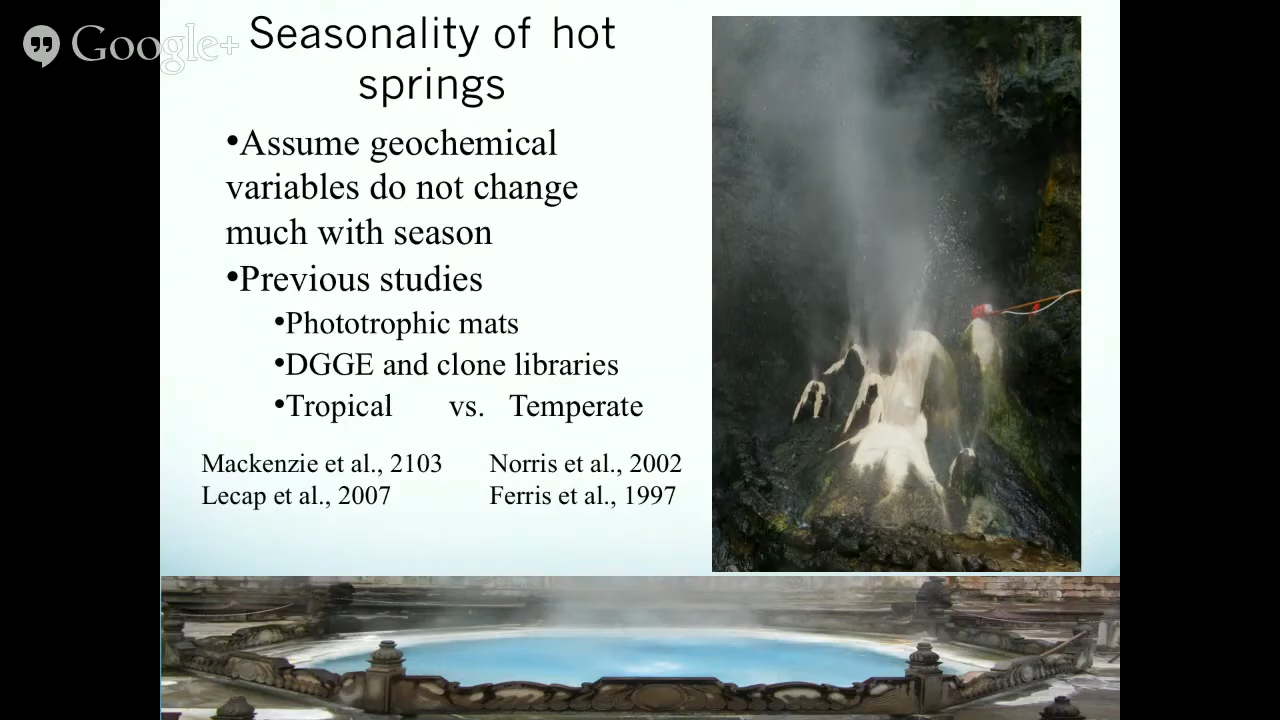 Google+
Seasonality of hot
springs
•Assume geochemical
variables do not change
much with season
•Previous studies
•Phototrophic mats
•DGGE and clone libraries
•Tropical vs. Temperate
Mackenzie et al., 2103 Norris et al., 2002
Lecap et al., 2007 Ferris et al., 1997